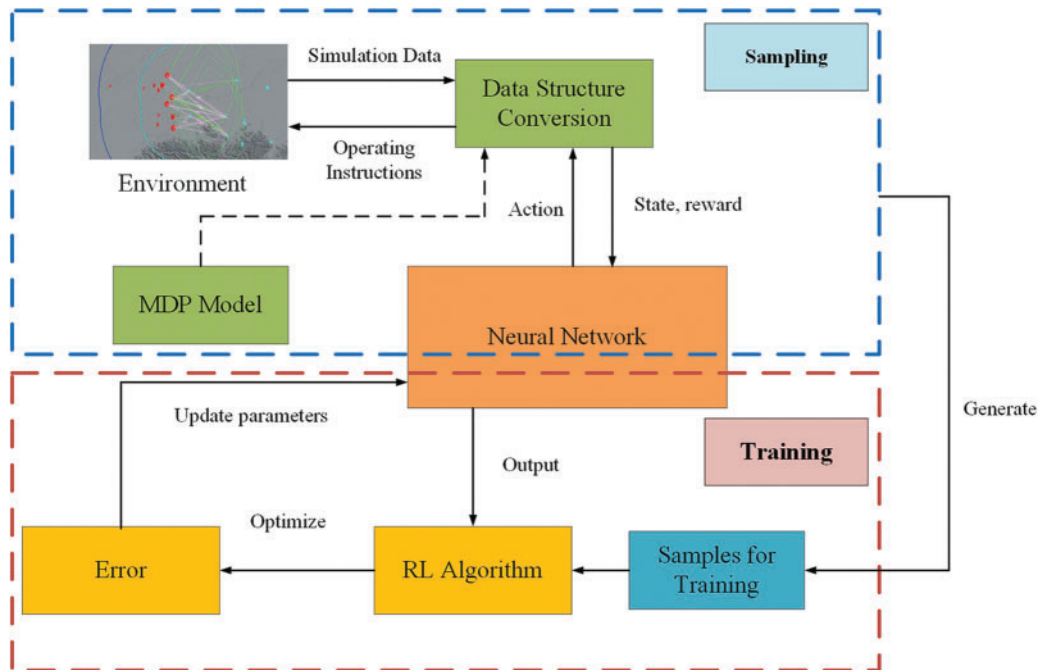 Simulation Data
Sampling
Data Structure
Conversion
Operating
Instructions
Environment
Action
State, reward
MDP Model
Neural Network
Update parameters
Generate
Training
Output
Optimize
Error
RL Algorithm
Samples for
Training